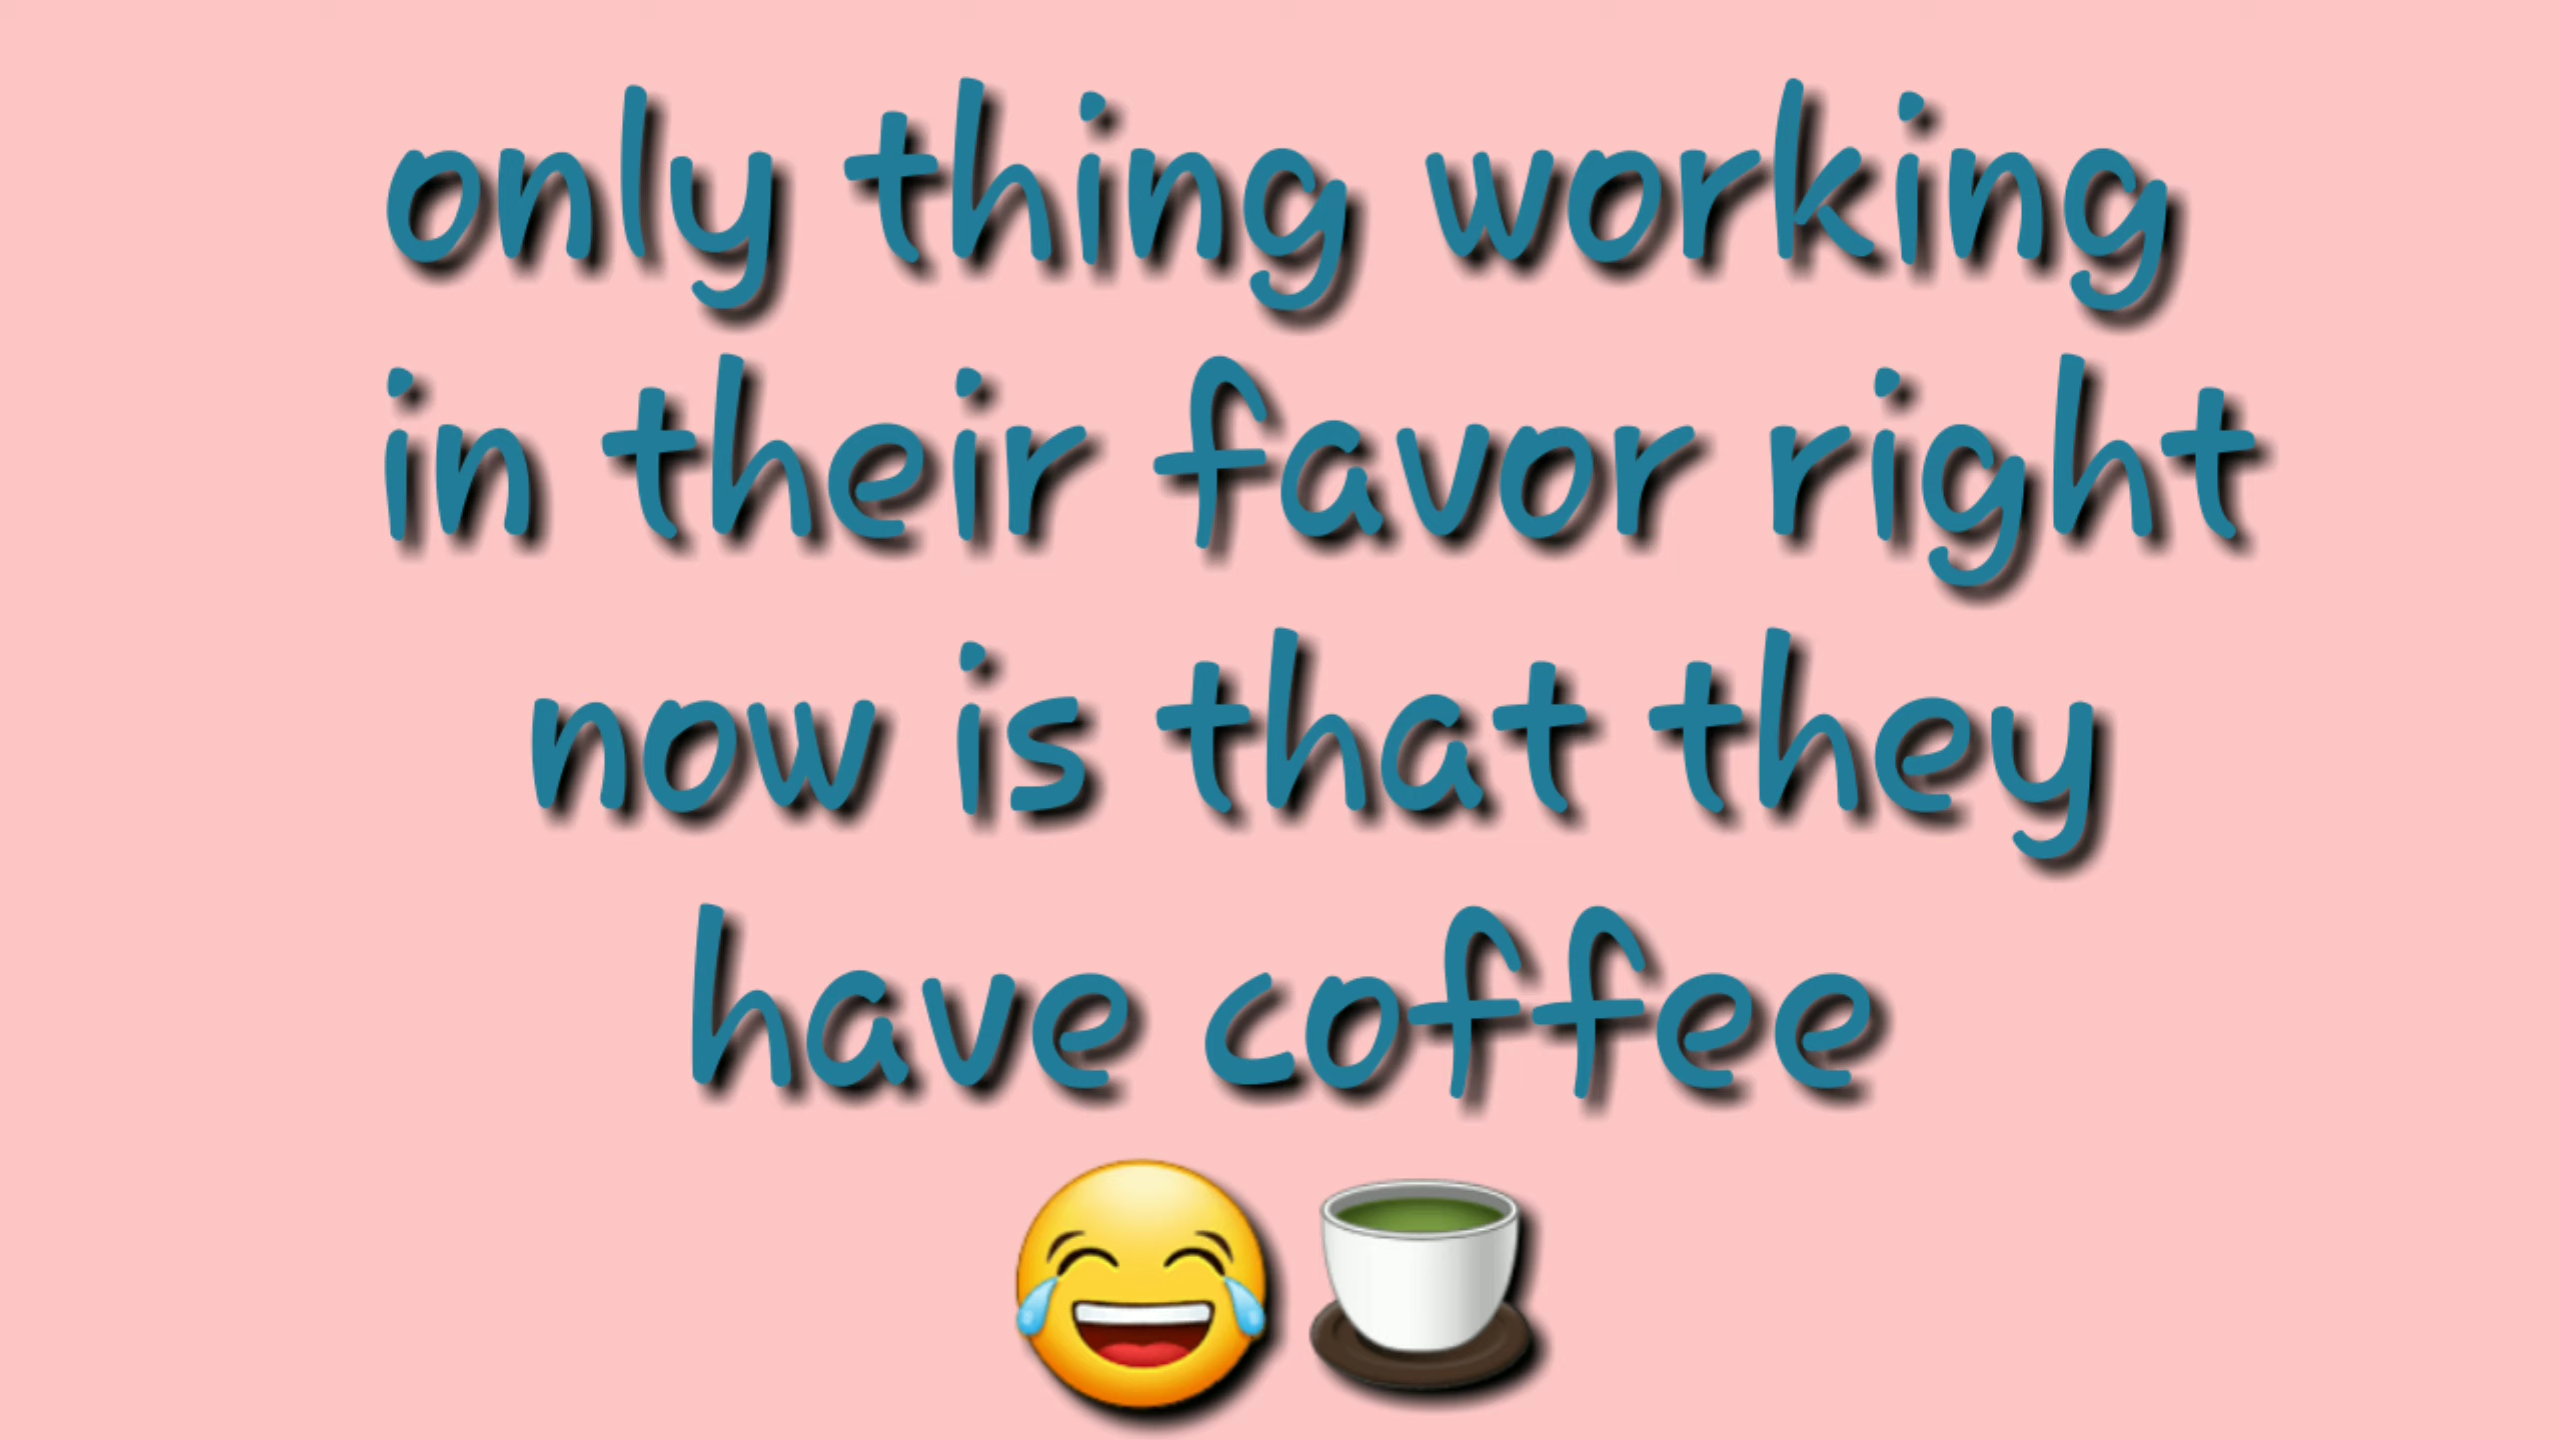 only thing working
in their favor right
now is that they
have coffee
😂🍵